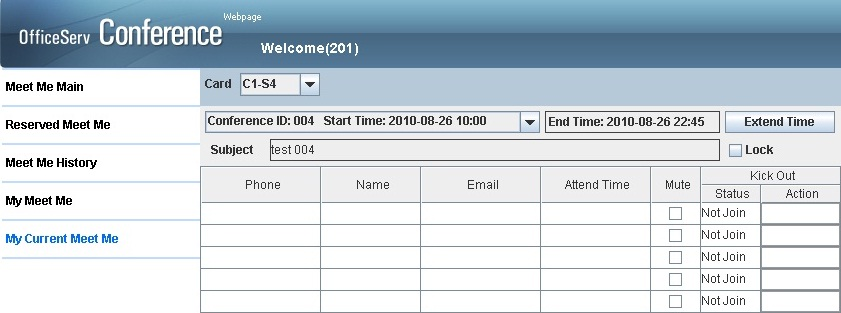 OfficeServ Conference Webpage
Welcome(201)
Meet Me Main
Reserved Meet Me
Meet Me History
My Meet Me
My Current Meet Me
Card C1-S4
Conference ID: 004 Start Time: 2010-08-26 10:00 End Time: 2010-08-26 22:45 Extend Time
Subject test 004 Lock
Phone Name Email Attend Time Mute Kick Out
Status Action
Not Join
Not Join
Not Join
Not Join
Not Join